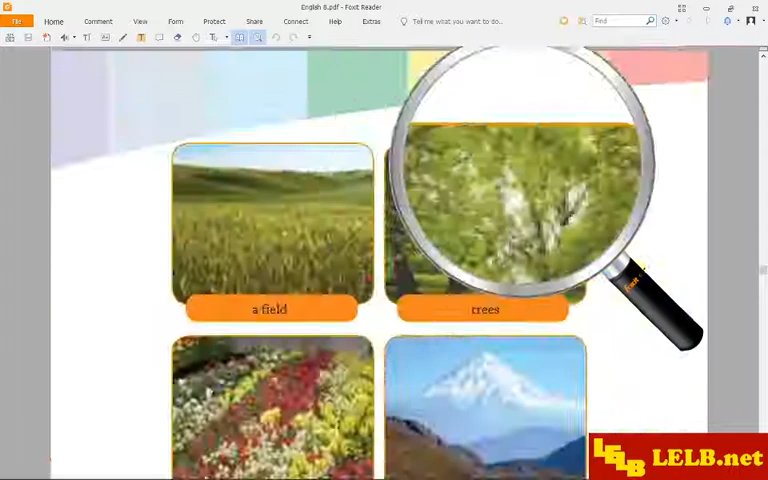 English 8.pdf - Foxit Reader
File Home Comment View Form Protect Share Connect Help Extras Tell me what you want to do.. Find
a field
trees
LELB LELB.net